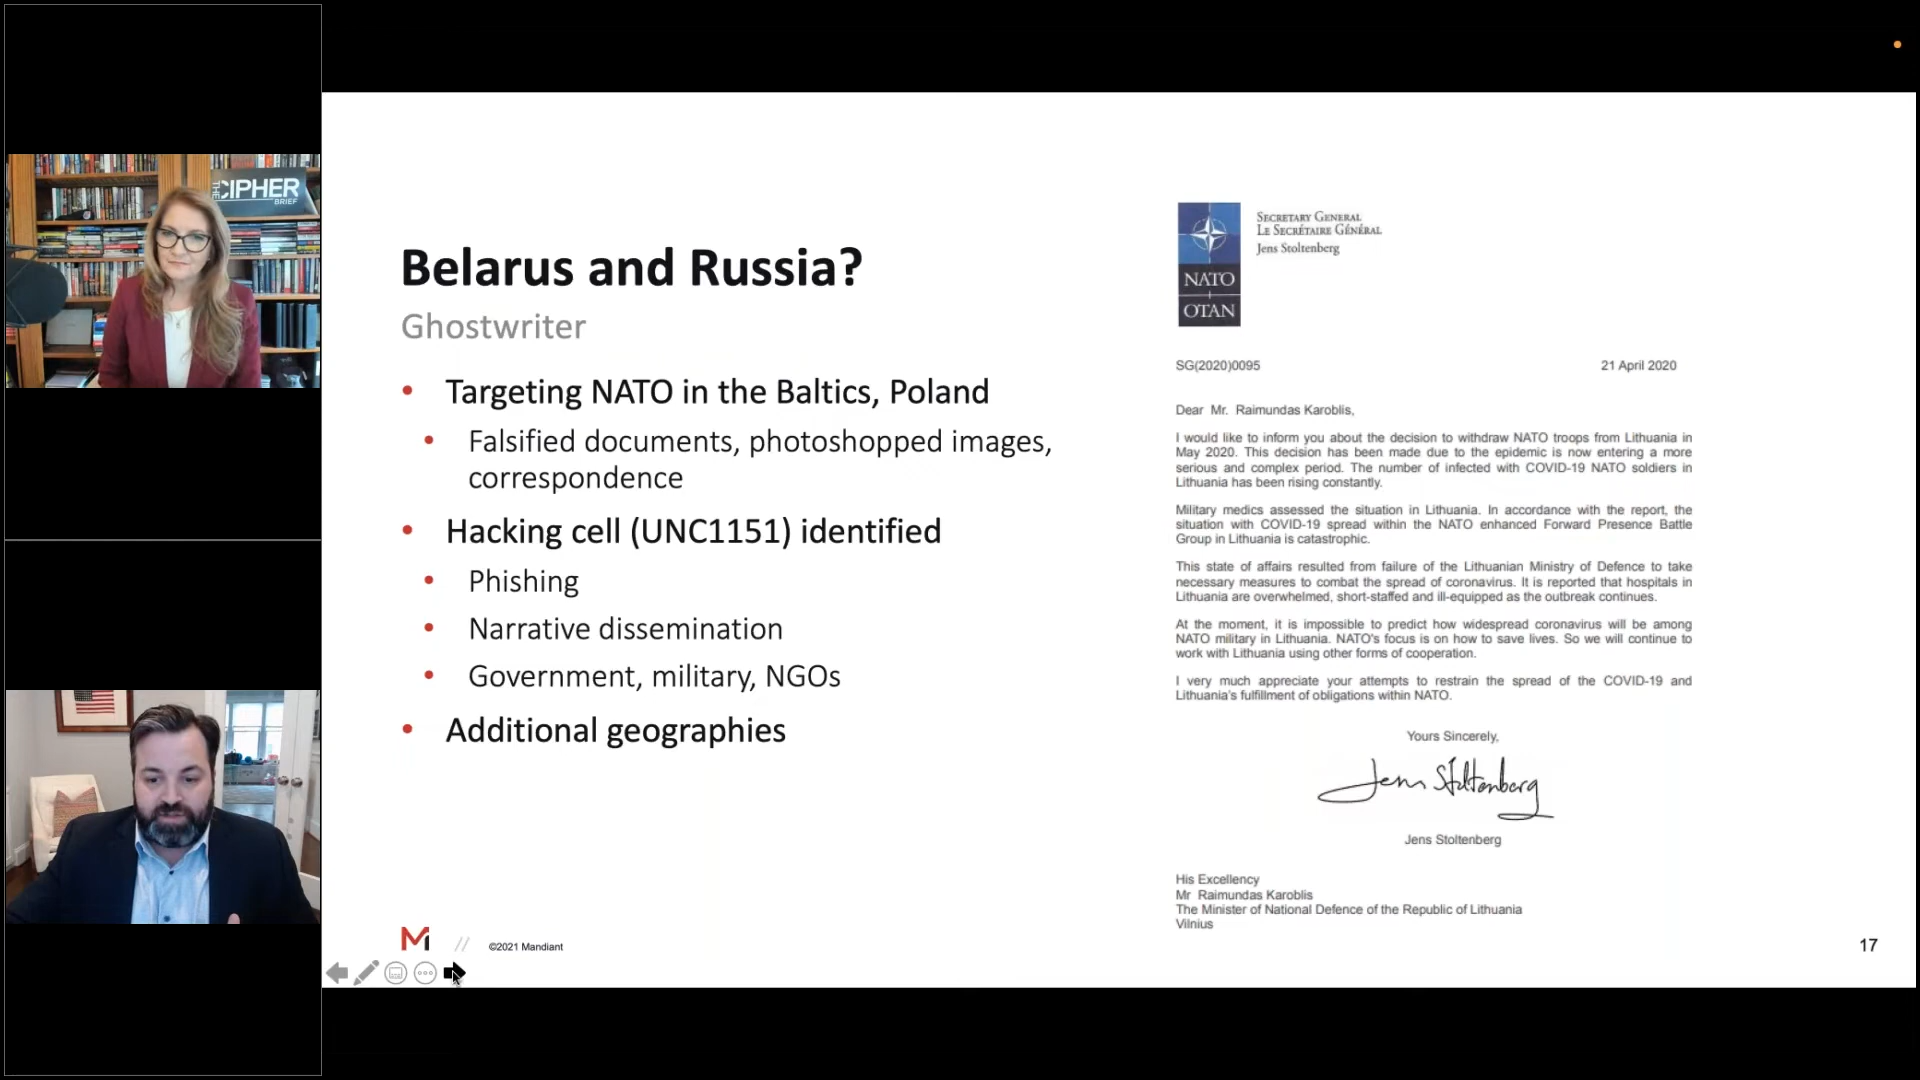 THE CIPHER
BRIEF
Belarus and Russia?
Ghostwriter
• Targeting NATO in the Baltics, Poland
• Falsified documents, photoshopped images,
correspondence
• Hacking cell (UNC1151) identified
• Phishing
• Narrative dissemination
• Government, military, NGOs
• Additional geographies
M // ©2021 Mandiant
NATO
OTAN
SECRETARY GENERAL
LE SECRÉTAIRE GÉNÉRAL
Jens Stoltenberg
SG(2020)0095 21 April 2020
Dear Mr. Raimundas Karoblis,
I would like to inform you about the decision to withdraw NATO troops from Lithuania in
May 2020. This decision has been made due to the epidemic is now entering a more
serious and complex period. The number of infected with COVID-19 NATO soldiers in
Lithuania has been rising constantly.
Military medics assessed the situation in Lithuania. In accordance with the report, the
situation with COVID-19 spread within the NATO enhanced Forward Presence Battle
Group in Lithuania is catastrophic.
This state of affairs resulted from failure of the Lithuanian Ministry of Defence to take
necessary measures to combat the spread of coronavirus. It is reported that hospitals in
Lithuania are overwhelmed, short-staffed and ill-equipped as the outbreak continues.
At the moment, it is impossible to predict how widespread coronavirus will be among
NATO military in Lithuania. NATO's focus is on how to save lives. So we will continue to
work with Lithuania using other forms of cooperation.
I very much appreciate your attempts to restrain the spread of the COVID-19 and
Lithuania's fulfillment of obligations within NATO.
Yours Sincerely,
Jens Stoltenberg
Jens Stoltenberg
His Excellency
Mr Raimundas Karoblis
The Minister of National Defence of the Republic of Lithuania
Vilnius
17